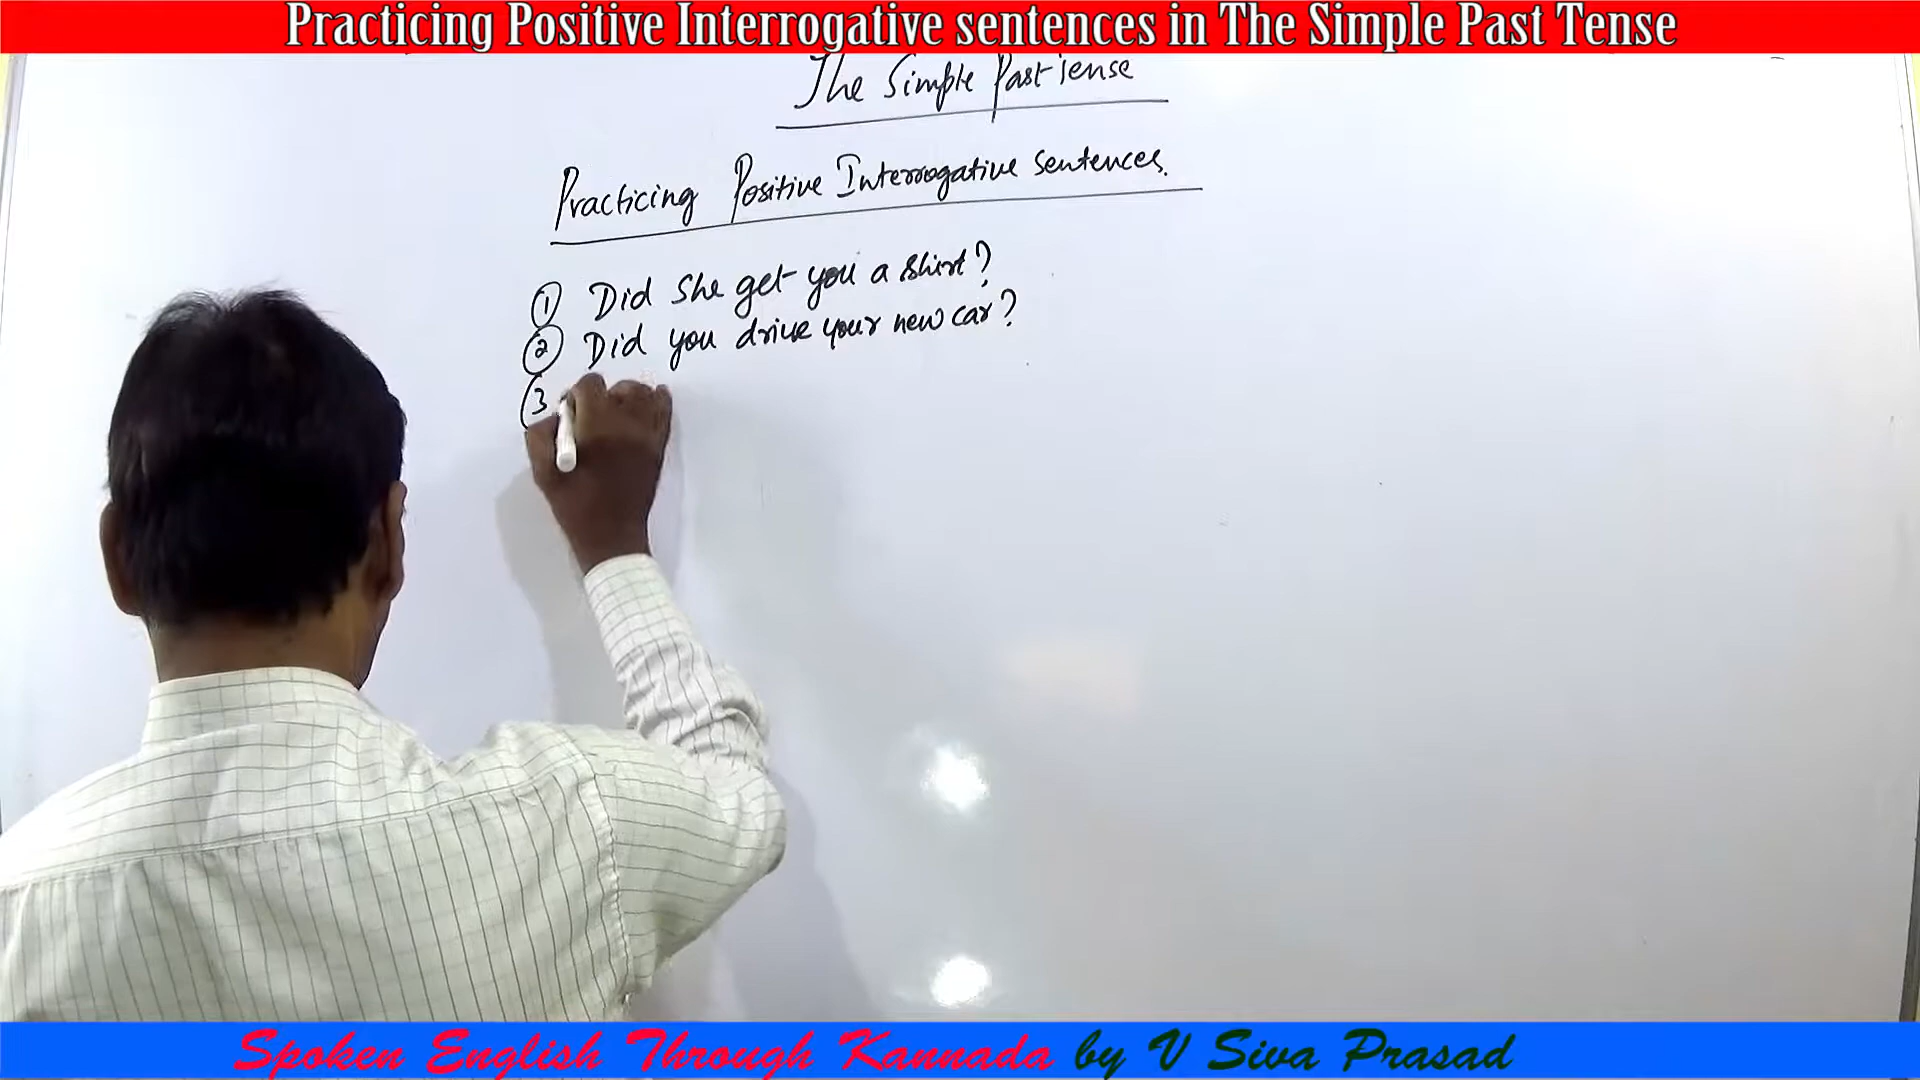 Practicing Positive Interrogative sentences in The Simple Past Tense
The Simple Past Tense
Practicing Positive Interrogative sentences.
① Did she get you a shirt?
② Did you drive your new car?
3
Spoken English Through Kannada by V Siva Prasad